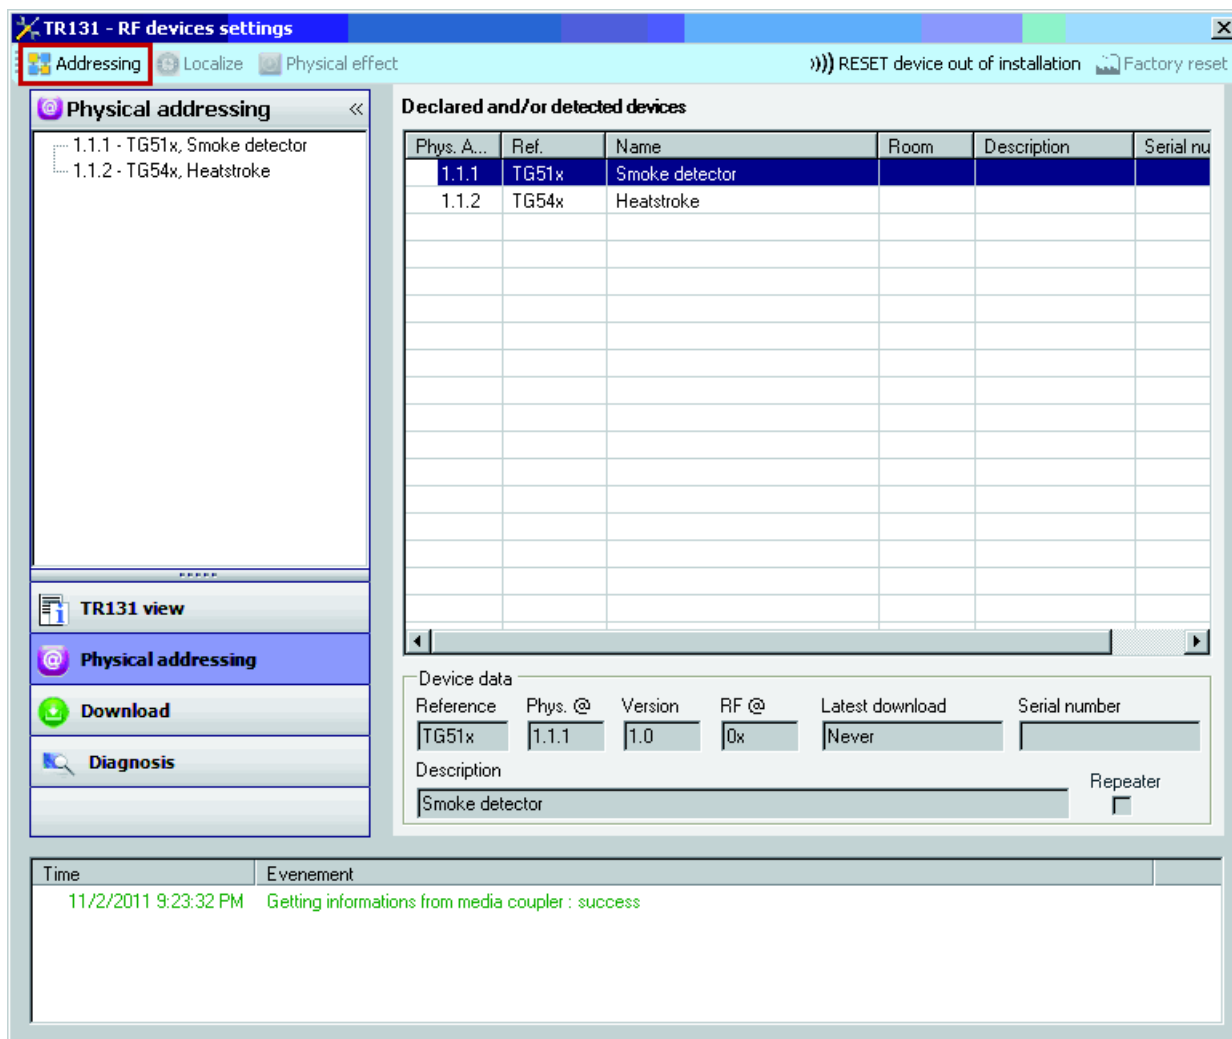 TR131 - RF devices settings
Addressing Localize Physical effect RESET device out of installation Factory reset
Physical addressing
1.1.1 - TG51x, Smoke detector
1.1.2 - TG54x, Heatstroke
TR131 view
Physical addressing
Download
Diagnosis
Declared and/or detected devices
Phys. A... Ref. Name Room Description Serial nu
1.1.1 TG51x Smoke detector
1.1.2 TG54x Heatstroke
Device data
Reference Phys. @ Version RF @ Latest download Serial number
TG51x 1.1.1 1.0 0x Never
Description
Repeater
Smoke detector
Time Evenement
11/2/2011 9:23:32 PM Getting informations from media coupler : success